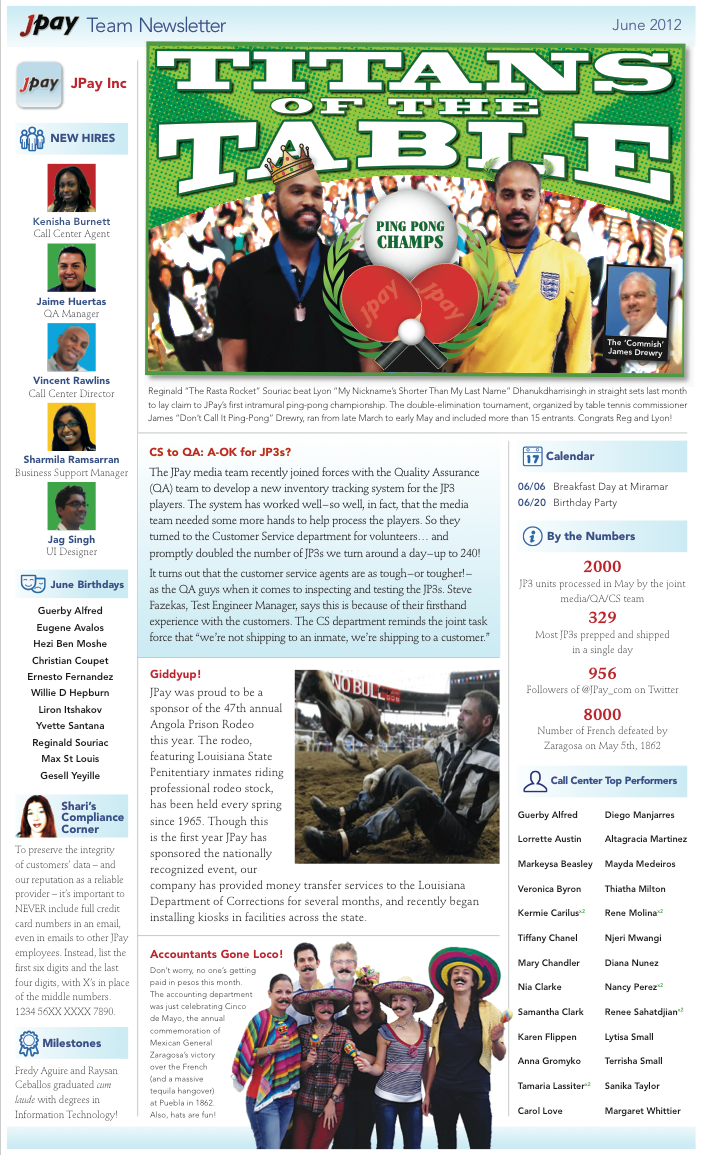 Jpay Team Newsletter
June 2012
Jpay
JPay Inc
NEW HIRES
Kenisha Burnett
Call Center Agent
Jaime Huertas
QA Manager
Vincent Rawlins
Call Center Director
Sharmila Ramsarran
Business Support Manager
Jag Singh
UI Designer
June Birthdays
Guerby Alfred
Eugene Avalos
Hezi Ben Moshe
Christian Coupet
Ernesto Fernandez
Willie D Hepburn
Liron Itshakov
Yvette Santana
Reginald Souriac
Max St Louis
Gesell Yeyille
Shari's
Compliance
Corner
To preserve the integrity
of customers' data – and
our reputation as a reliable
provider – it's important to
NEVER include full credit
card numbers in an email,
even in emails to other JPay
employees. Instead, list the
first six digits and the last
four digits, with X's in place
of the middle numbers.
1234 56XX XXXX 7890.
Milestones
Fredy Aguire and Raysan
Ceballos graduated cum
laude with degrees in
Information Technology!
TITANS
OF THE
TABLE
PING PONG
CHAMPS
Jpay
Jpay
The 'Commish'
James Drewry
Reginald "The Rasta Rocket" Souriac beat Lyon "My Nickname's Shorter Than My Last Name" Dhanukdharrisingh in straight sets last month
to lay claim to JPay's first intramural ping-pong championship. The double-elimination tournament, organized by table tennis commissioner
James "Don't Call It Ping-Pong" Drewry, ran from late March to early May and included more than 15 entrants. Congrats Reg and Lyon!
CS to QA: A-OK for JP3s?
The JPay media team recently joined forces with the Quality Assurance
(QA) team to develop a new inventory tracking system for the JP3
players. The system has worked well–so well, in fact, that the media
team needed some more hands to help process the players. So they
turned to the Customer Service department for volunteers… and
promptly doubled the number of JP3s we turn around a day–up to 240!
It turns out that the customer service agents are as tough–or tougher!–
as the QA guys when it comes to inspecting and testing the JP3s. Steve
Fazekas, Test Engineer Manager, says this is because of their firsthand
experience with the customers. The CS department reminds the joint task
force that "we're not shipping to an inmate, we're shipping to a customer."
Giddyup!
JPay was proud to be a
sponsor of the 47th annual
Angola Prison Rodeo
this year. The rodeo,
featuring Louisiana State
Penitentiary inmates riding
professional rodeo stock,
has been held every spring
since 1965. Though this
is the first year JPay has
sponsored the nationally
recognized event, our
company has provided money transfer services to the Louisiana
Department of Corrections for several months, and recently began
installing kiosks in facilities across the state.
NO BULL
Accountants Gone Loco!
Don't worry, no one's getting
paid in pesos this month.
The accounting department
was just celebrating Cinco
de Mayo, the annual
commemoration of
Mexican General
Zaragosa's victory
over the French
(and a massive
tequila hangover)
at Puebla in 1862.
Also, hats are fun!
17
Calendar
06/06 Breakfast Day at Miramar
06/20 Birthday Party
By the Numbers
2000
JP3 units processed in May by the joint
media/QA/CS team
329
Most JP3s prepped and shipped
in a single day
956
Followers of @JPay_com on Twitter
8000
Number of French defeated by
Zaragosa on May 5th, 1862
Call Center Top Performers
Guerby Alfred Diego Manjarres
Lorrette Austin Altagracia Martinez
Markeysa Beasley Mayda Medeiros
Veronica Byron Thiatha Milton
Kermie Carilusx2 Rene Molinax2
Tiffany Chanel Njeri Mwangi
Mary Chandler Diana Nunez
Nia Clarke Nancy Perezx2
Samantha Clark Renee Sahatdjianx2
Karen Flippen Lytisa Small
Anna Gromyko Terrisha Small
Tamaria Lassiterx2 Sanika Taylor
Carol Love Margaret Whittier